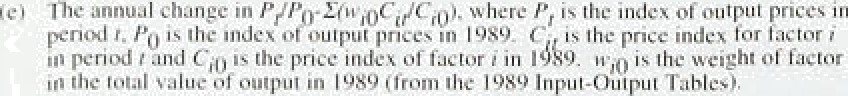 (e) The annual change in P_t/P_0-Σ(w_i0C_it/C_i0), where P_t is the index of output prices in
period t. P_0 is the index of output prices in 1989. C_it is the price index for factor i
in period t and C_i0 is the price index of factor i in 1989. w_i0 is the weight of factor
in the total value of output in 1989 (from the 1989 Input-Output Tables).